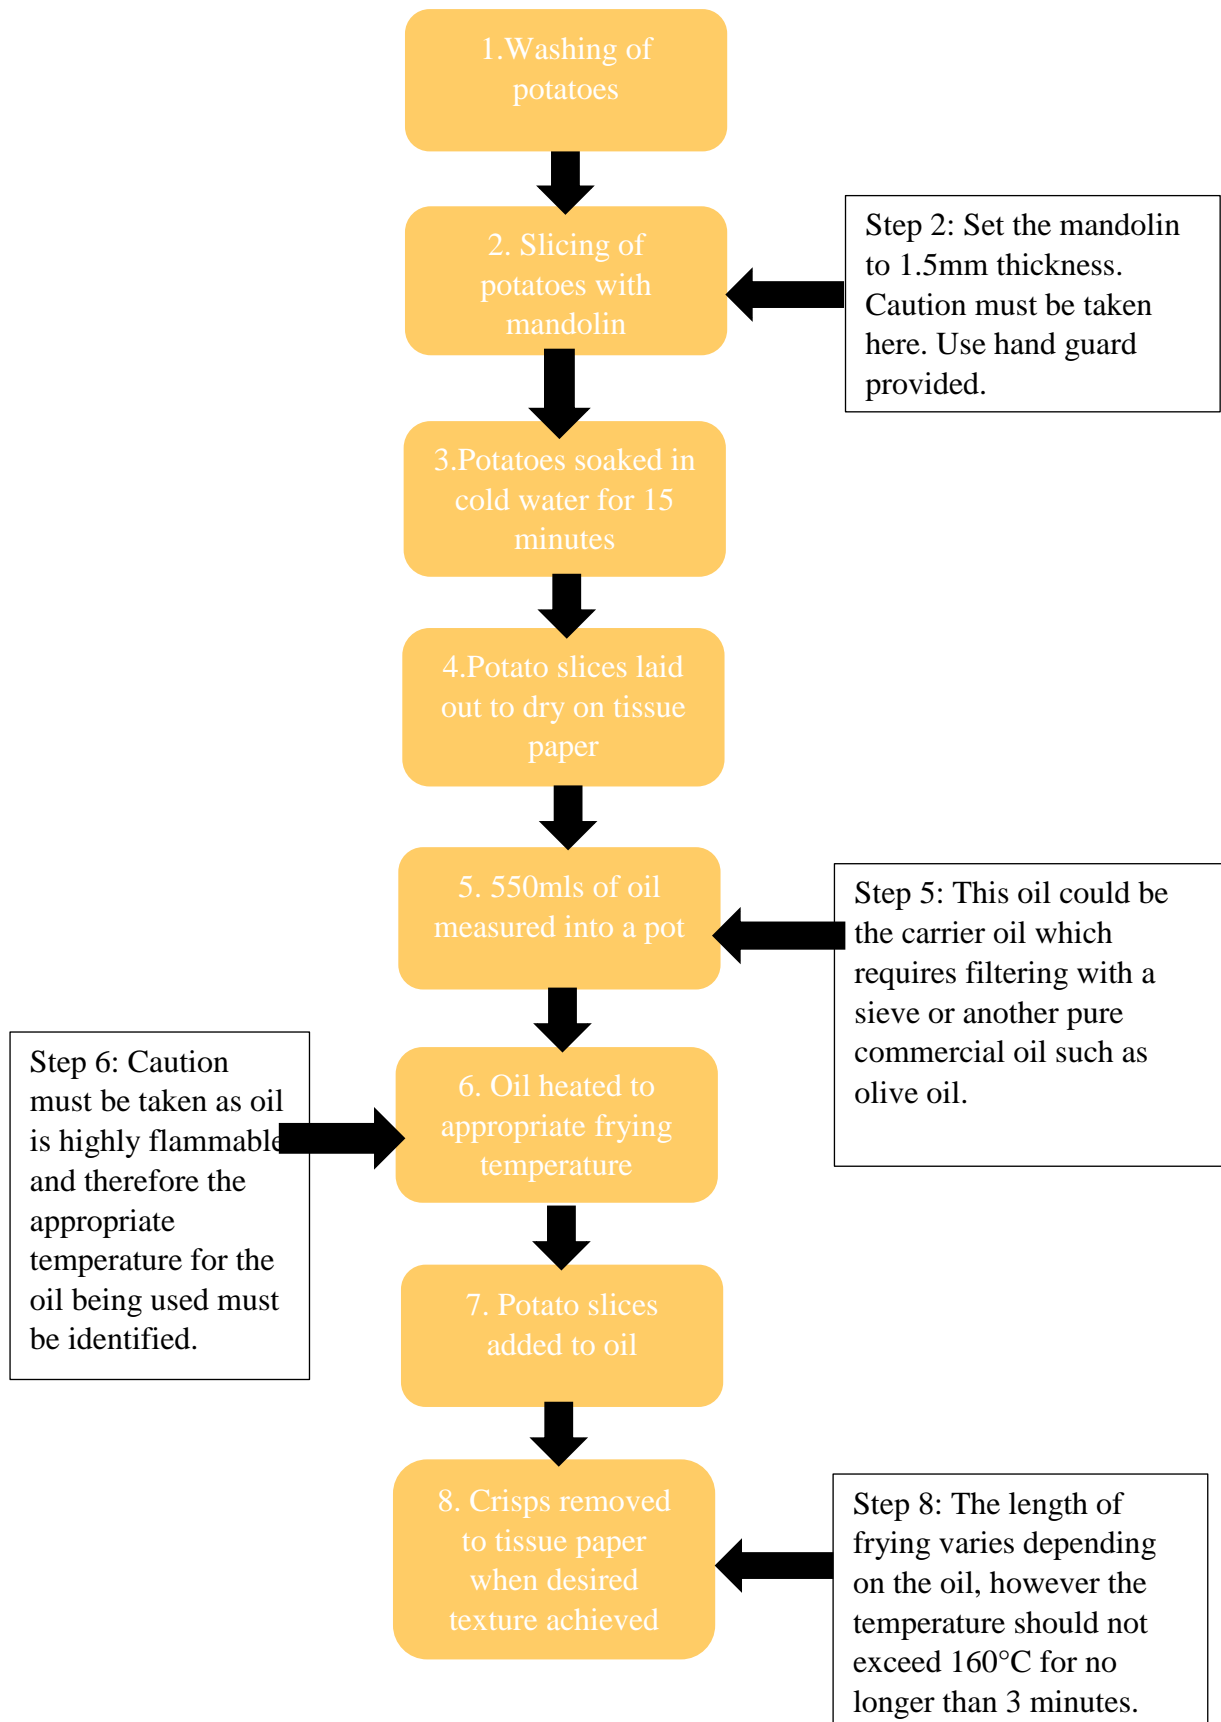 1.Washing of
potatoes
2. Slicing of
potatoes with
mandolin
Step 2: Set the mandolin
to 1.5mm thickness.
Caution must be taken
here. Use hand guard
provided.
3.Potatoes soaked in
cold water for 15
minutes
4.Potato slices laid
out to dry on tissue
paper
5. 550mls of oil
measured into a pot
Step 5: This oil could be
the carrier oil which
requires filtering with a
sieve or another pure
commercial oil such as
olive oil.
Step 6: Caution
must be taken as oil
is highly flammable
and therefore the
appropriate
temperature for the
oil being used must
be identified.
6. Oil heated to
appropriate frying
temperature
7. Potato slices
added to oil
8. Crisps removed
to tissue paper
when desired
texture achieved
Step 8: The length of
frying varies depending
on the oil, however the
temperature should not
exceed 160°C for no
longer than 3 minutes.